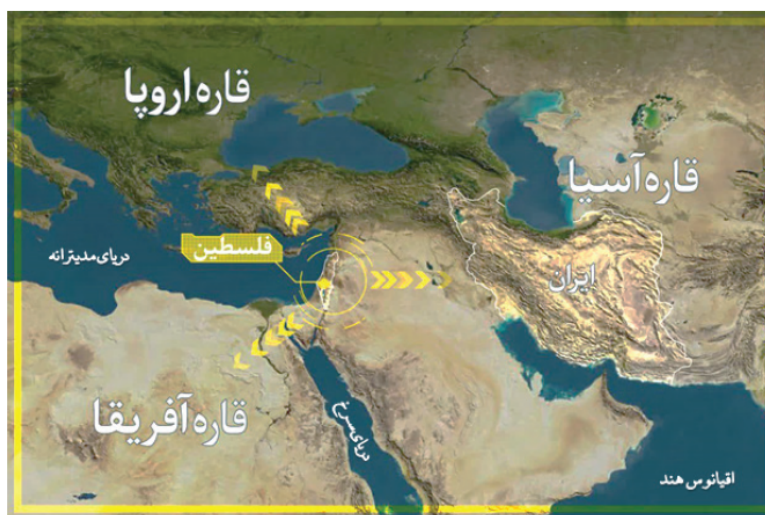 قاره اروپا
قاره آسیا
فلسطین
دریای مدیترانه
ایران
قاره آفریقا
دریای سرخ
اقیانوس هند